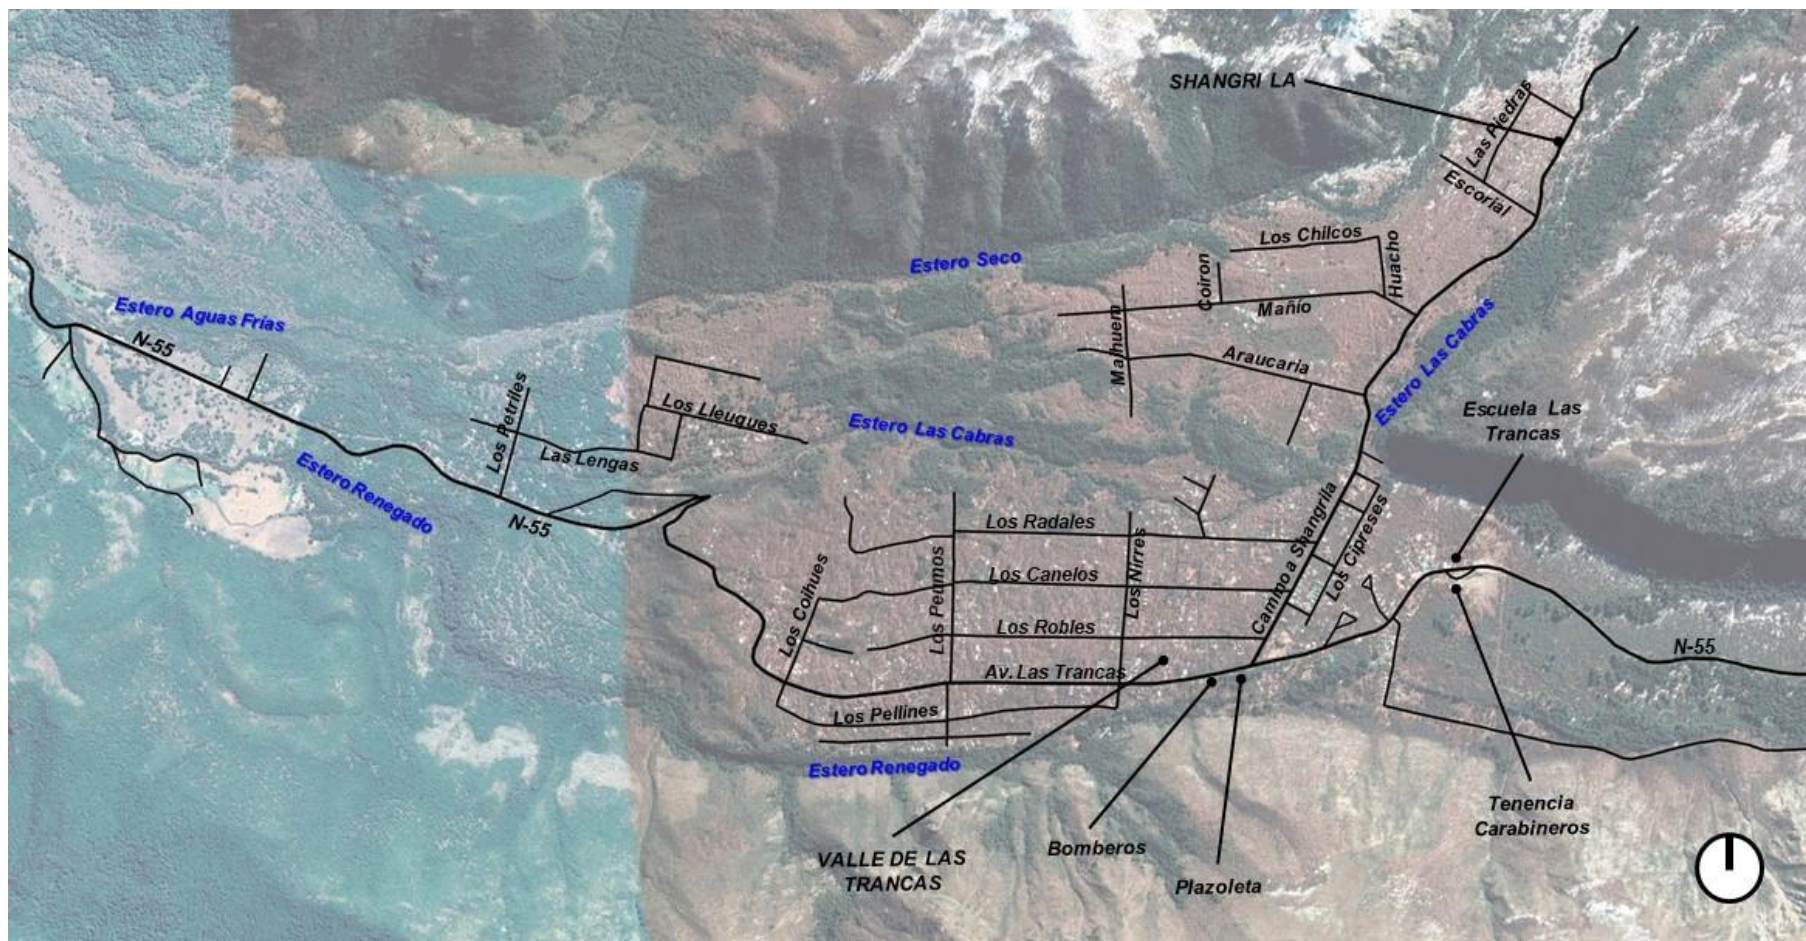 SHANGRI LA
Las Piedras
Escorial
Los Chilcos
Huacho
Coiron
Mañío
Estero Seco
Malhuem
Araucaria
Estero Las Cabras
Estero Aguas Frías
N-55
Los Petriles
Los Lleuques
Las Lengas
Estero Las Cabras
Escuela Las
Trancas
Estero Renegado
N-55
Los Radales
Camino a Shangrila
Los Cipreses
Los Coihues
Los Peumos
Los Canelos
Los Nirres
Los Robles
Av. Las Trancas
N-55
Los Pellines
Estero Renegado
VALLE DE LAS
TRANCAS
Bomberos
Plazoleta
Tenencia
Carabineros